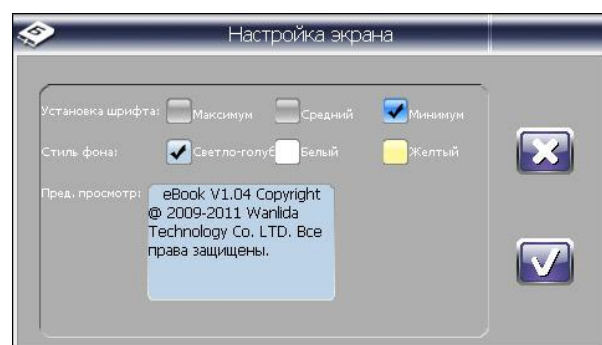 Настройка экрана
Установка шрифта: Максимум Средний Минимум
Стиль фона: Светло-голуб Белый Желтый
Пред. просмотр:
eBook V1.04 Copyright
@ 2009-2011 Wanlida
Technology Co. LTD. Все
права защищены.